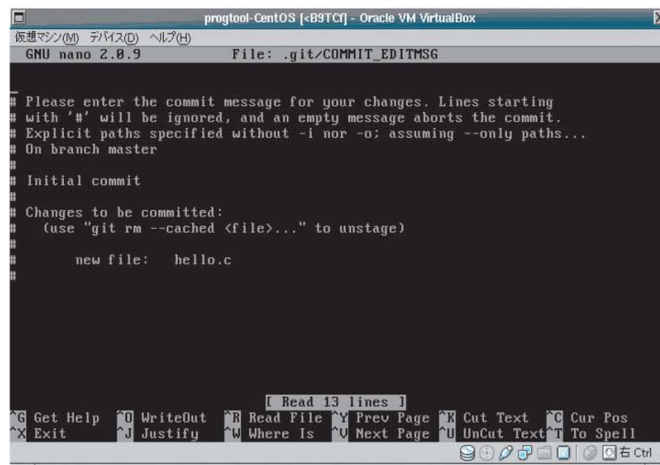 progtool-CentOS [<B9TCf] - Oracle VM VirtualBox
仮想マシン(M) デバイス(D) ヘルプ(H)
GNU nano 2.0.9 File: .git/COMMIT_EDITMSG
# Please enter the commit message for your changes. Lines starting
# with '#' will be ignored, and an empty message aborts the commit.
# Explicit paths specified without -i nor -o; assuming --only paths...
# On branch master
#
# Initial commit
#
# Changes to be committed:
#   (use "git rm --cached <file>..." to unstage)
#
#       new file:   hello.c
#
[ Read 13 lines ]
^G Get Help ^O WriteOut ^R Read File ^Y Prev Page ^K Cut Text ^C Cur Pos
^X Exit ^J Justify ^W Where Is ^V Next Page ^U UnCut Text ^T To Spell
右 Ctrl